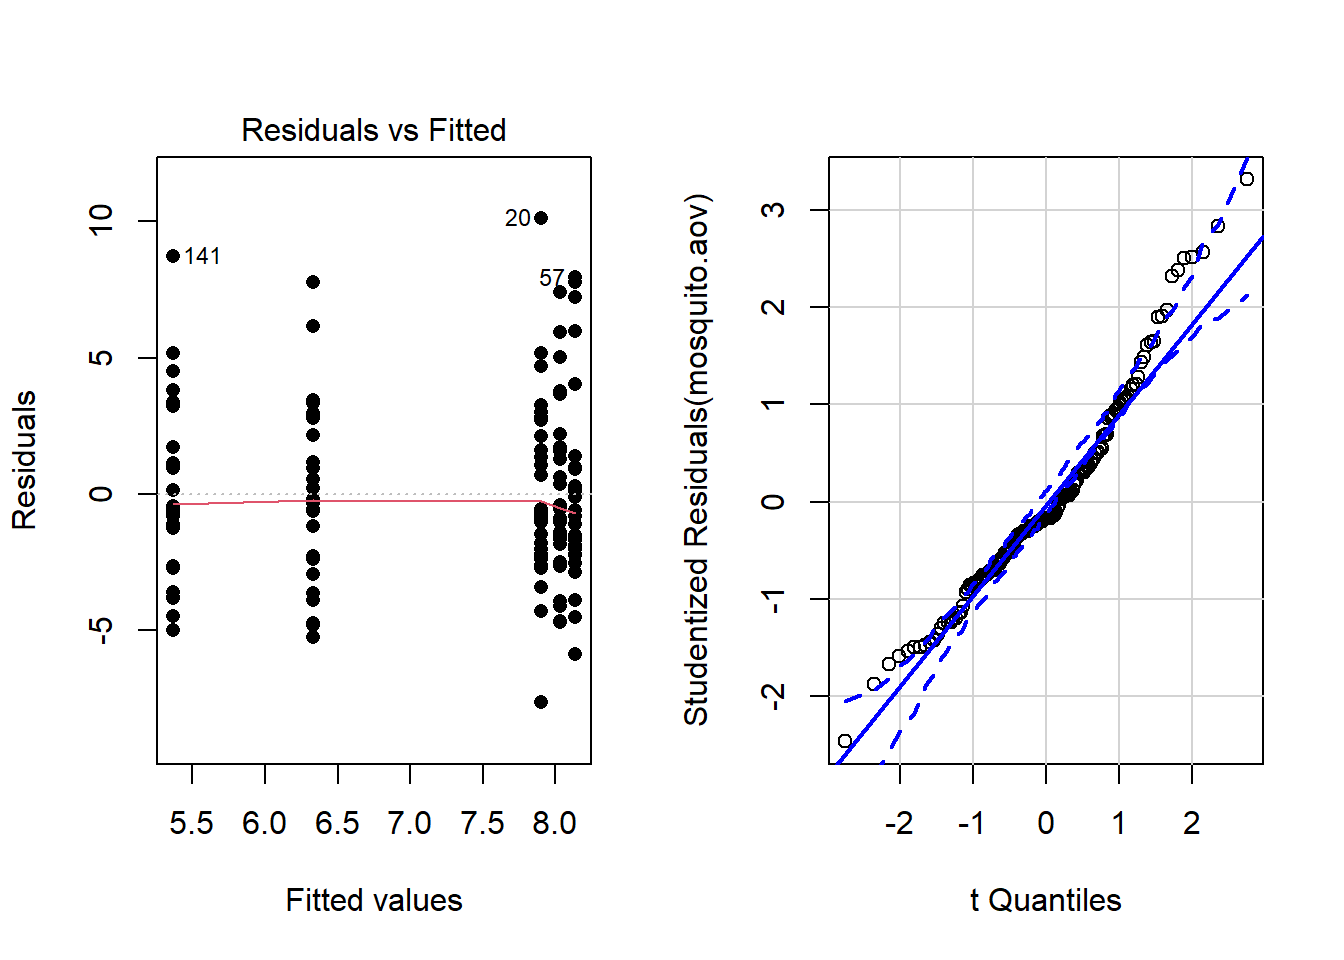 Residuals vs Fitted
Residuals
10
5
0
-5
20
141
57
5.5 6.0 6.5 7.0 7.5 8.0
Fitted values
Studentized Residuals(mosquito.aov)
3
2
1
0
-1
-2
-2 -1 0 1 2
t Quantiles